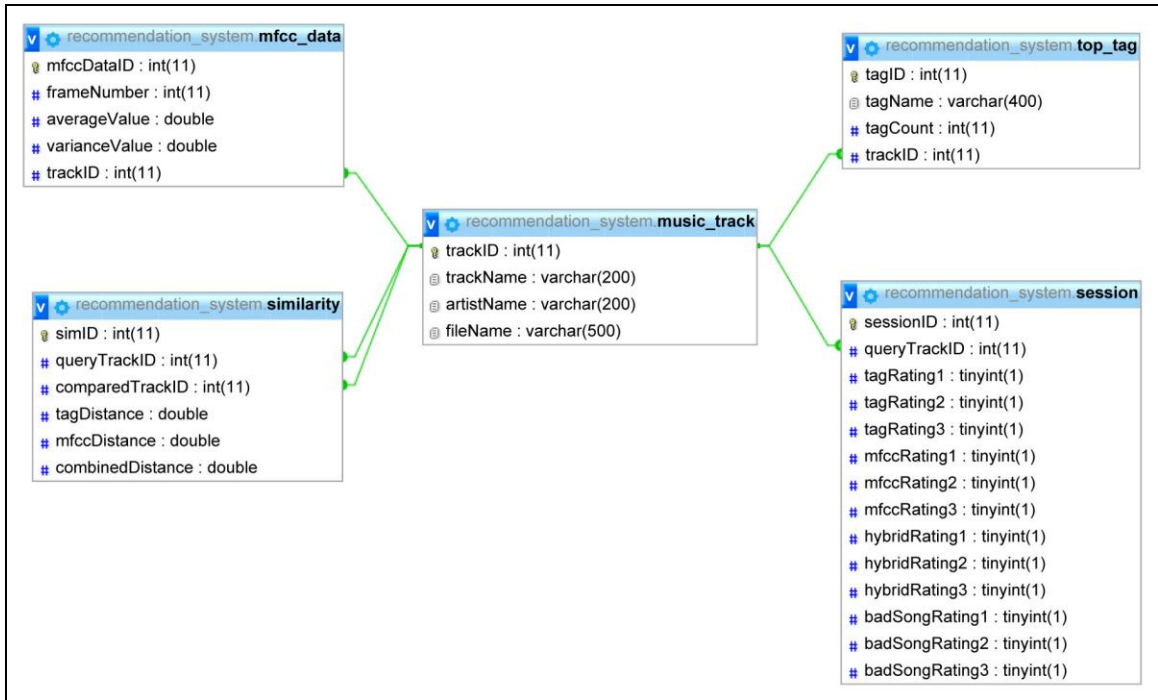 v recommendation_system.mfcc_data
mfccDataID : int(11)
# frameNumber : int(11)
# averageValue : double
# varianceValue : double
# trackID : int(11)
v recommendation_system.similarity
simID : int(11)
# queryTrackID : int(11)
# comparedTrackID : int(11)
# tagDistance : double
# mfccDistance : double
# combinedDistance : double
v recommendation_system.music_track
trackID : int(11)
trackName : varchar(200)
artistName : varchar(200)
fileName : varchar(500)
v recommendation_system.top_tag
tagID : int(11)
tagName : varchar(400)
# tagCount : int(11)
# trackID : int(11)
v recommendation_system.session
sessionID : int(11)
# queryTrackID : int(11)
# tagRating1 : tinyint(1)
# tagRating2 : tinyint(1)
# tagRating3 : tinyint(1)
# mfccRating1 : tinyint(1)
# mfccRating2 : tinyint(1)
# mfccRating3 : tinyint(1)
# hybridRating1 : tinyint(1)
# hybridRating2 : tinyint(1)
# hybridRating3 : tinyint(1)
# badSongRating1 : tinyint(1)
# badSongRating2 : tinyint(1)
# badSongRating3 : tinyint(1)